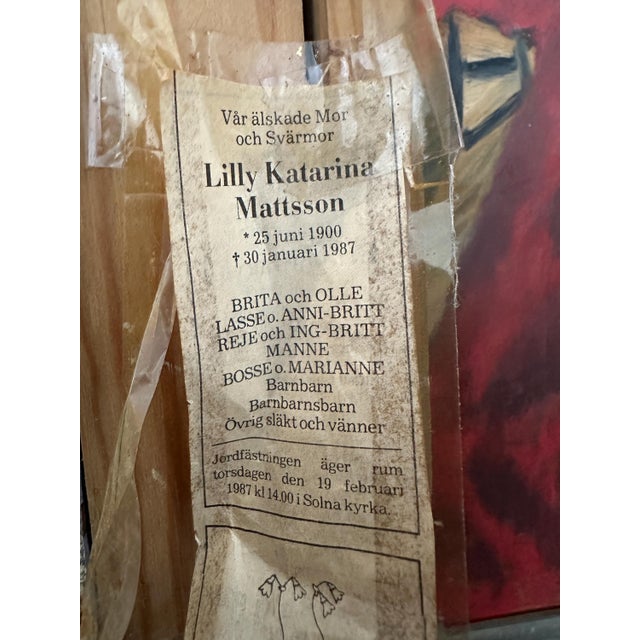 Vår älskade Mor
och Svärmor
Lilly Katarina
Mattsson
* 25 juni 1900
† 30 januari 1987
BRITA och OLLE
LASSE o. ANNI-BRITT
REJE och ING-BRITT
MANNE
BOSSE o. MARIANNE
Barnbarn
Barnbarnsbarn
Övrig släkt och vänner
Jordfästningen äger rum
torsdagen den 19 februari
1987 kl 14.00 i Solna kyrka.